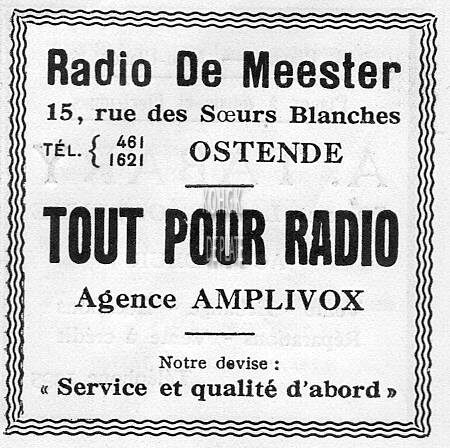 Radio De Meester
15, rue des Sœurs Blanches
TÉL. { 461
1621
OSTENDE
TOUT POUR RADIO
Agence AMPLIVOX
Notre devise :
« Service et qualité d'abord »